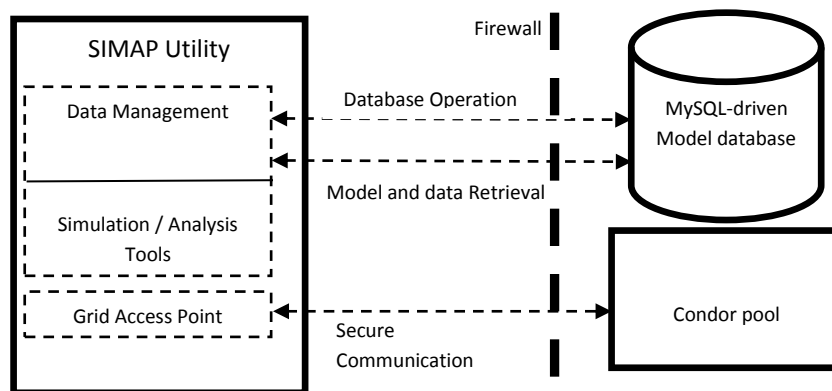 SIMAP Utility
Data Management
Simulation / Analysis
Tools
Grid Access Point
Firewall
Database Operation
Model and data Retrieval
Secure
Communication
MySQL-driven
Model database
Condor pool